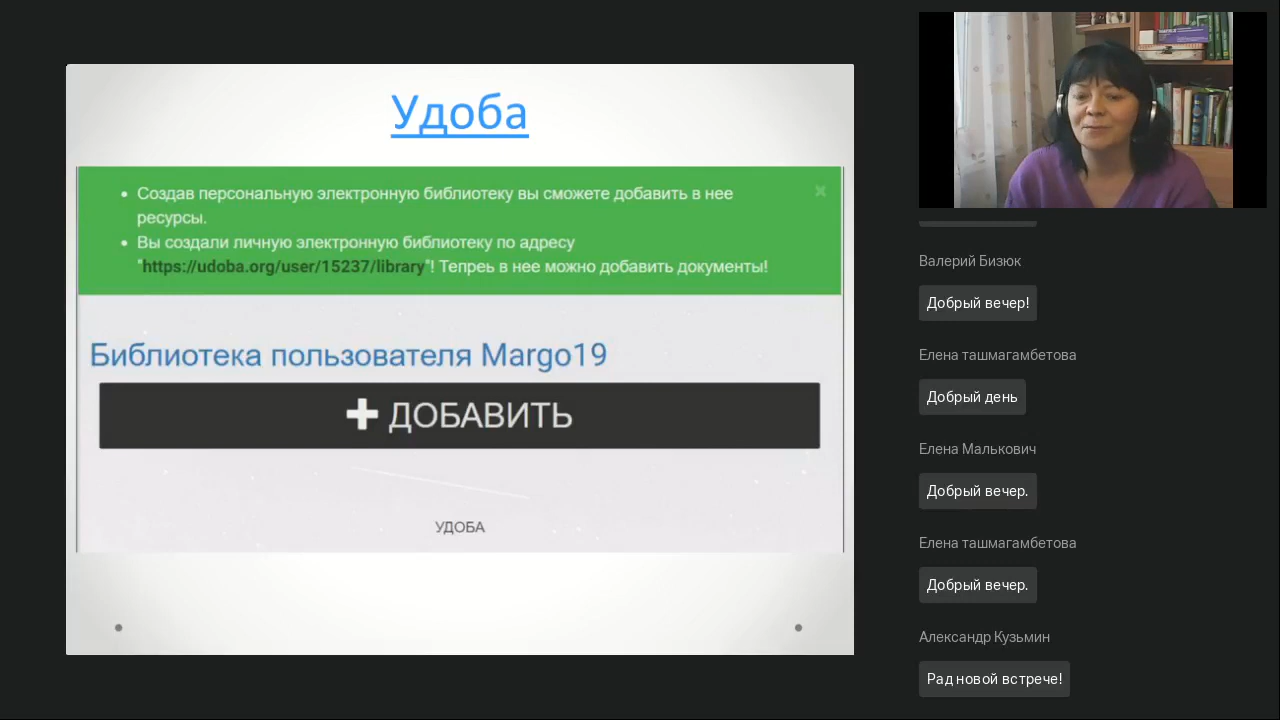 Удоба
Создав персональную электронную библиотеку вы сможете добавить в нее
ресурсы.
Вы создали личную электронную библиотеку по адресу
"https://udoba.org/user/15237/library"! Тепреь в нее можно добавить документы!
Библиотека пользователя Margo19
ДОБАВИТЬ
УДОБА
Валерий Бизюк
Добрый вечер!
Елена ташмагамбетова
Добрый день
Елена Малькович
Добрый вечер.
Елена ташмагамбетова
Добрый вечер.
Александр Кузьмин
Рад новой встрече!